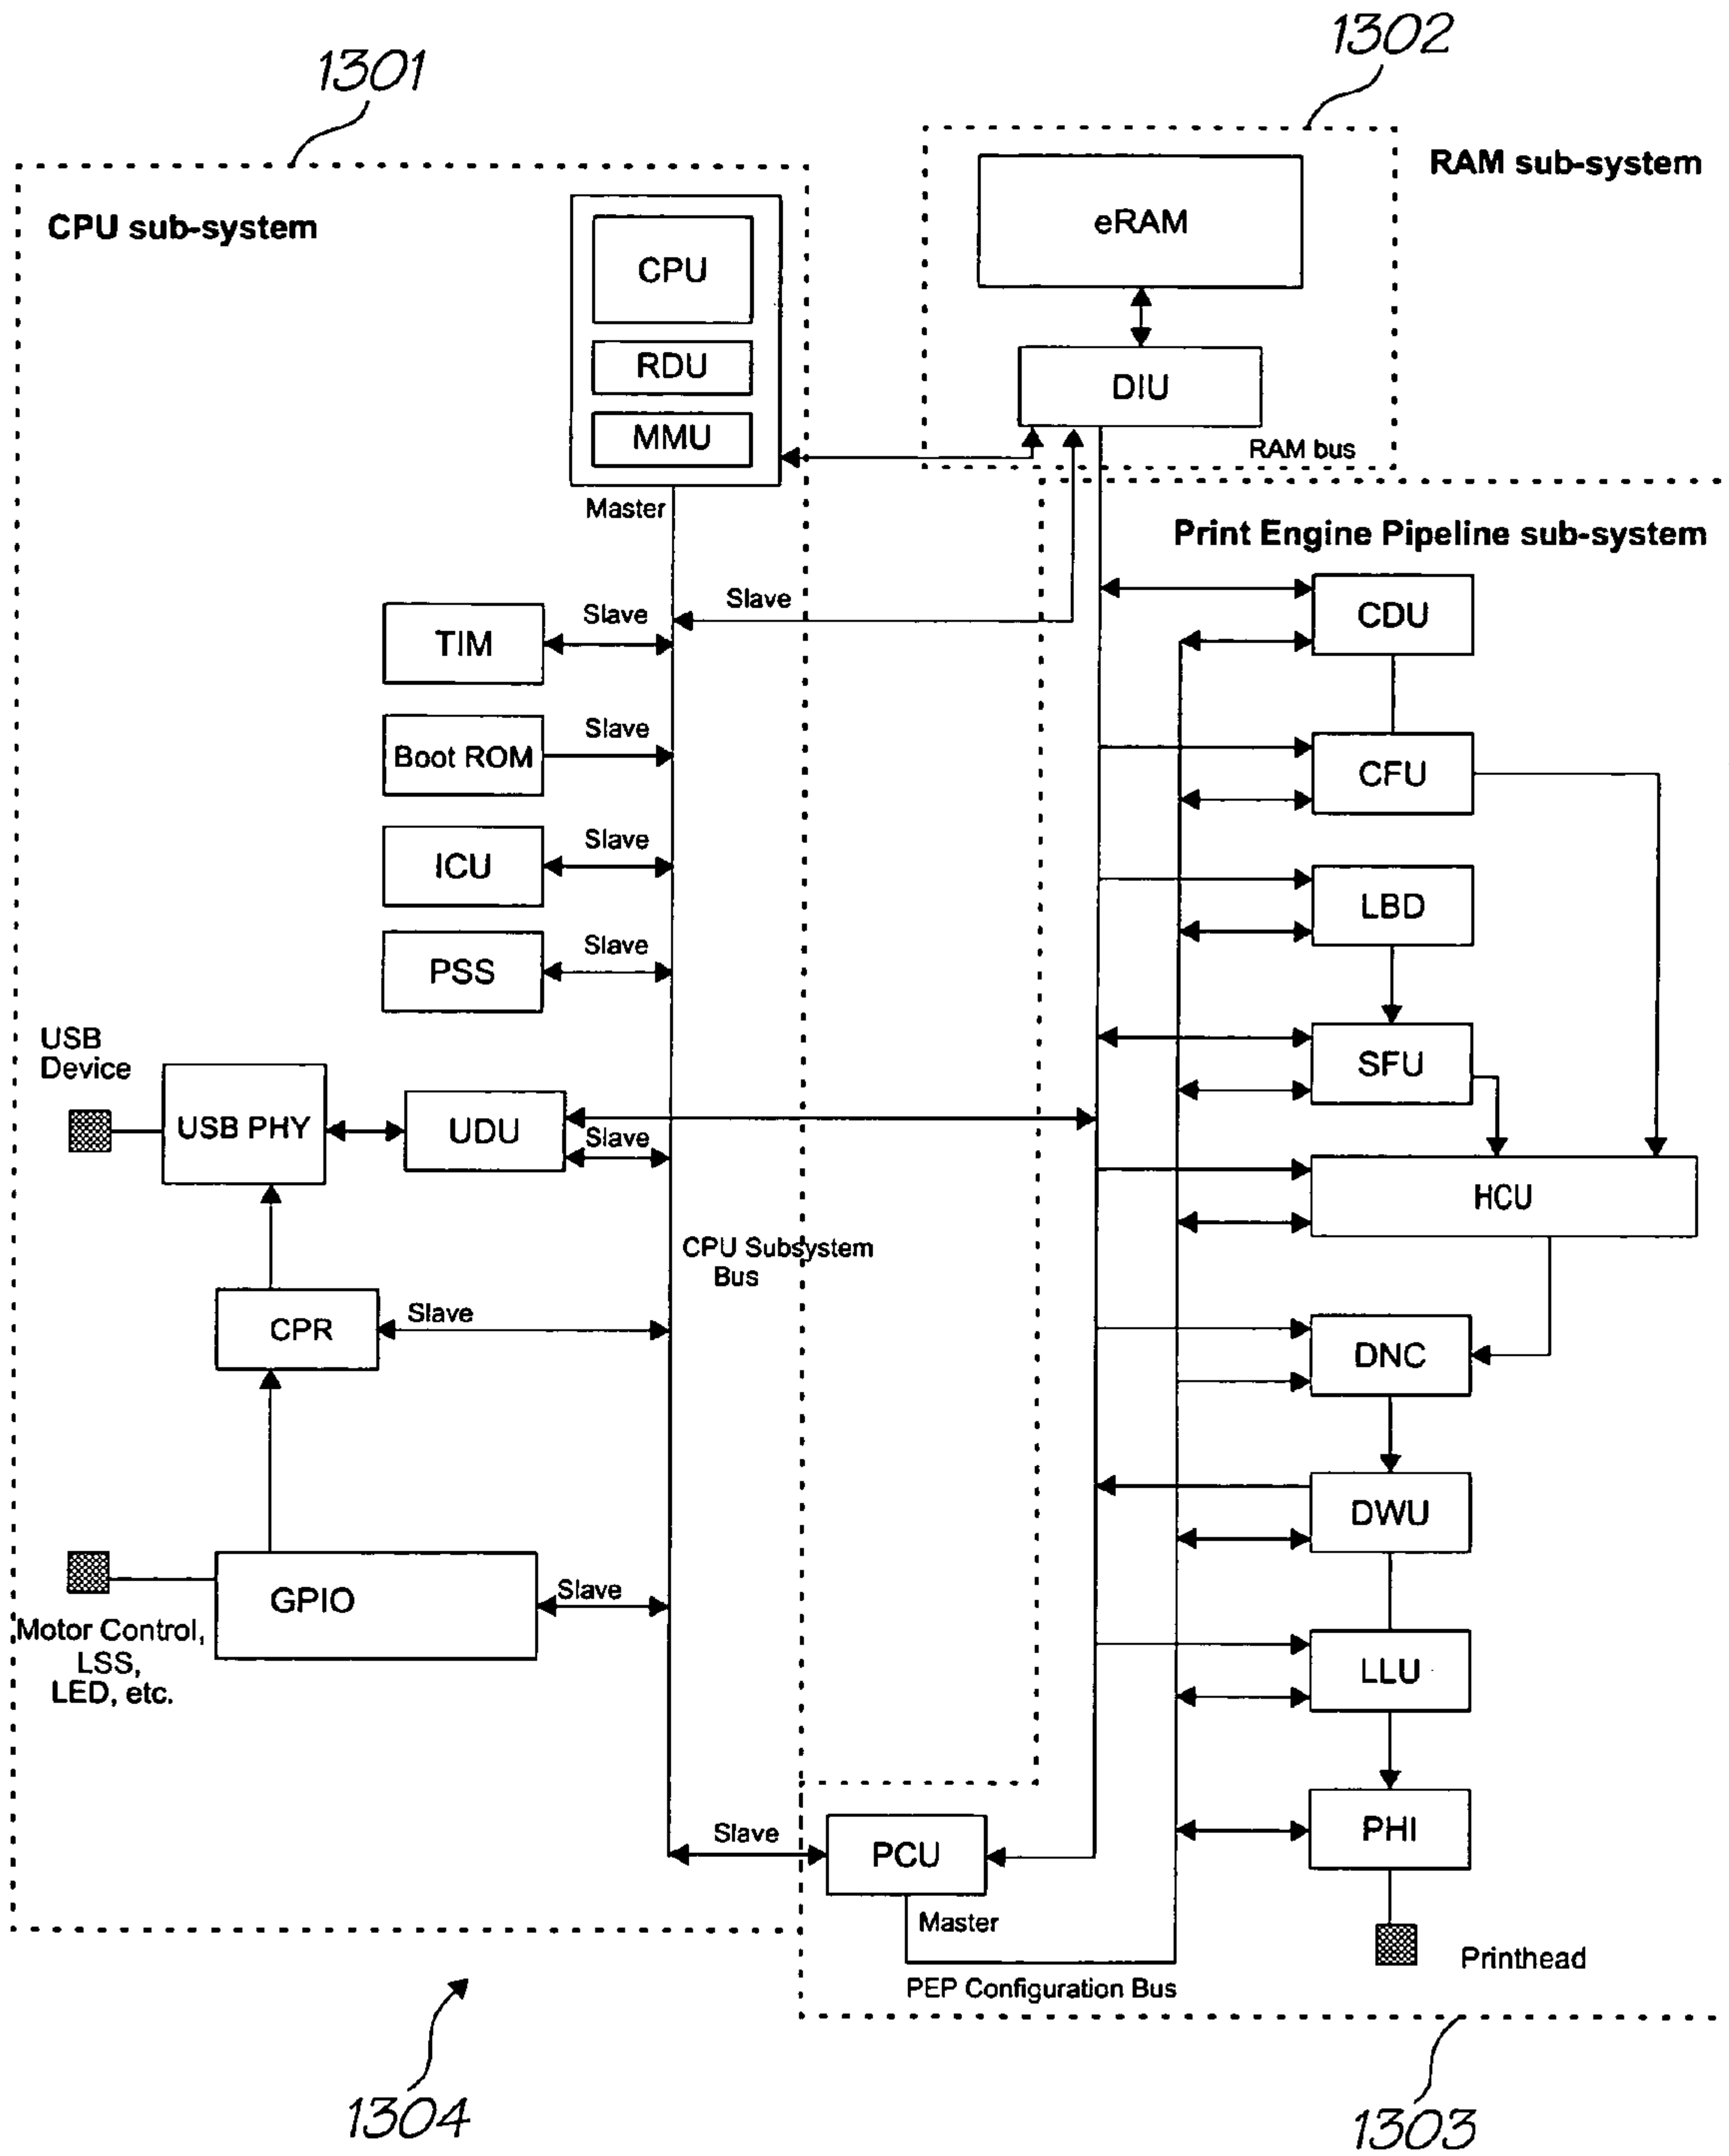 1301
1302
RAM sub-system
CPU sub-system
CPU
RDU
MMU
Master
eRAM
DIU
RAM bus
Print Engine Pipeline sub-system
Slave
TIM
Slave
Boot ROM
Slave
ICU
Slave
PSS
Slave
USB
Device
USB PHY
UDU
Slave
CPU Subsystem
Bus
CPR
Slave
GPIO
Slave
Motor Control,
LSS,
LED, etc.
CDU
CFU
LBD
SFU
HCU
DNC
DWU
LLU
PHI
Slave
PCU
Master
PEP Configuration Bus
Printhead
1304
1303